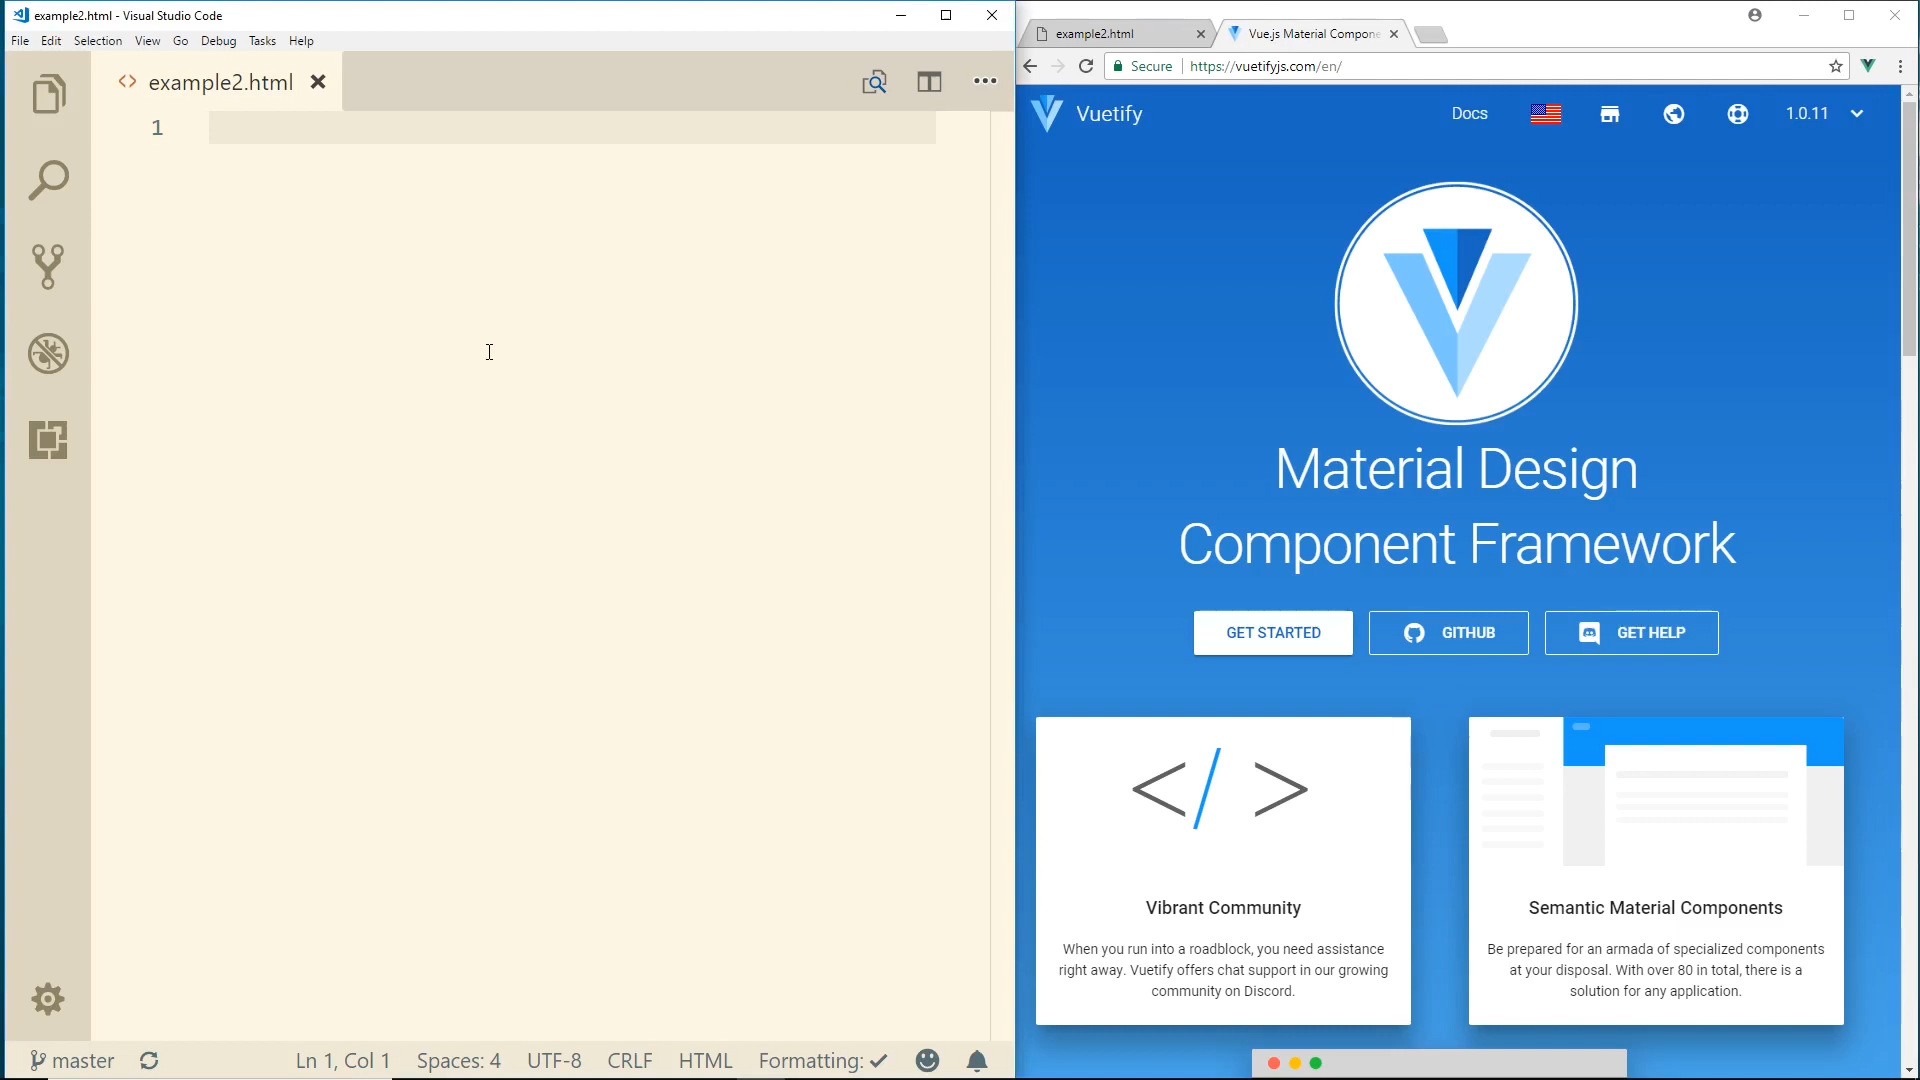 example2.html - Visual Studio Code
File Edit Selection View Go Debug Tasks Help
<> example2.html
1
master Ln 1, Col 1 Spaces: 4 UTF-8 CRLF HTML Formatting: ✓
example2.html Vue.js Material Compone
Secure https://vuetifyjs.com/en/
Vuetify Docs 1.0.11
Material Design
Component Framework
GET STARTED GITHUB GET HELP
</ >
Vibrant Community
When you run into a roadblock, you need assistance
right away. Vuetify offers chat support in our growing
community on Discord.
Semantic Material Components
Be prepared for an armada of specialized components
at your disposal. With over 80 in total, there is a
solution for any application.